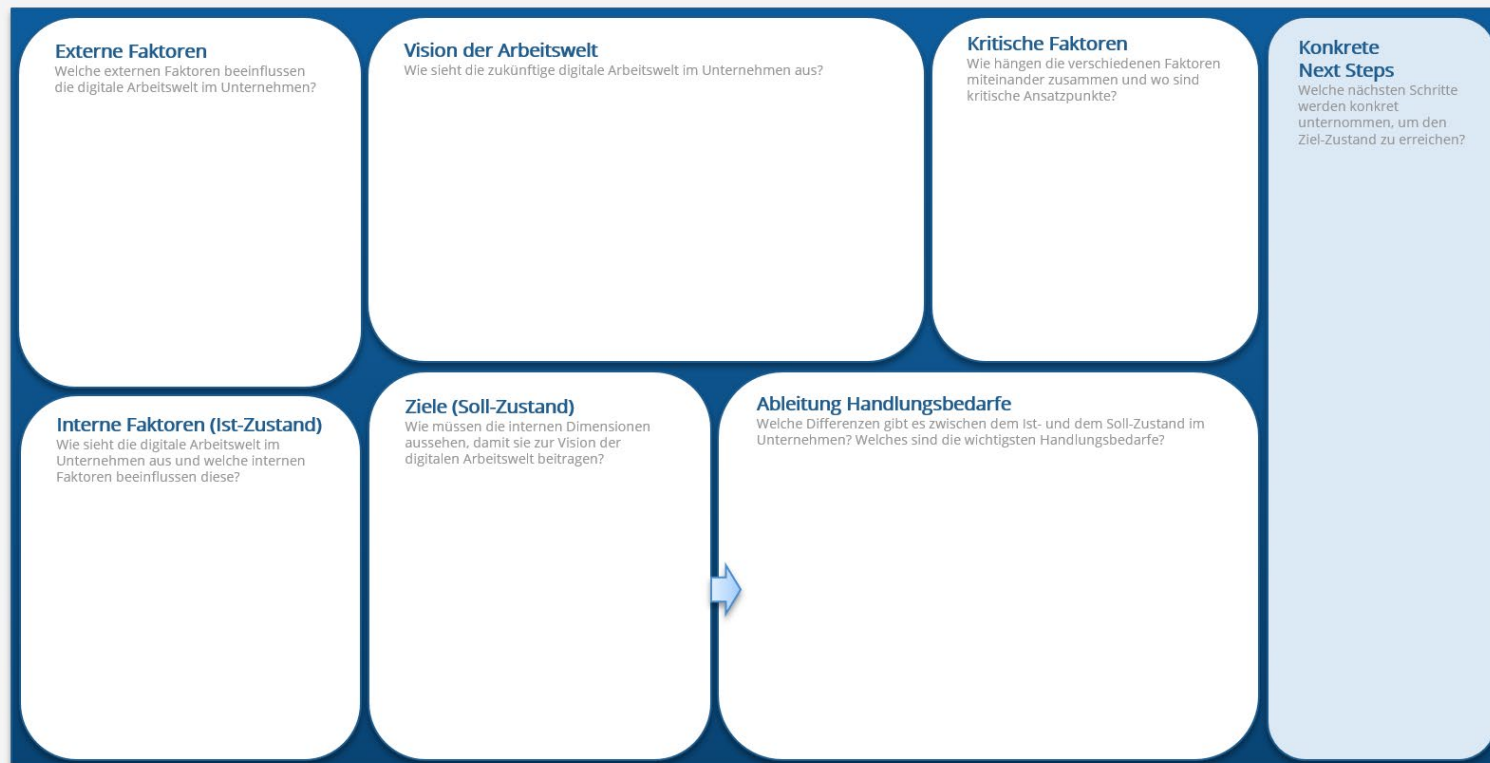 Externe Faktoren
Welche externen Faktoren beeinflussen
die digitale Arbeitswelt im Unternehmen?
Vision der Arbeitswelt
Wie sieht die zukünftige digitale Arbeitswelt im Unternehmen aus?
Kritische Faktoren
Wie hängen die verschiedenen Faktoren
miteinander zusammen und wo sind
kritische Ansatzpunkte?
Konkrete
Next Steps
Welche nächsten Schritte
werden konkret
unternommen, um den
Ziel-Zustand zu erreichen?
Interne Faktoren (Ist-Zustand)
Wie sieht die digitale Arbeitswelt im
Unternehmen aus und welche internen
Faktoren beeinflussen diese?
Ziele (Soll-Zustand)
Wie müssen die internen Dimensionen
aussehen, damit sie zur Vision der
digitalen Arbeitswelt beitragen?
Ableitung Handlungsbedarfe
Welche Differenzen gibt es zwischen dem Ist- und dem Soll-Zustand im
Unternehmen? Welches sind die wichtigsten Handlungsbedarfe?